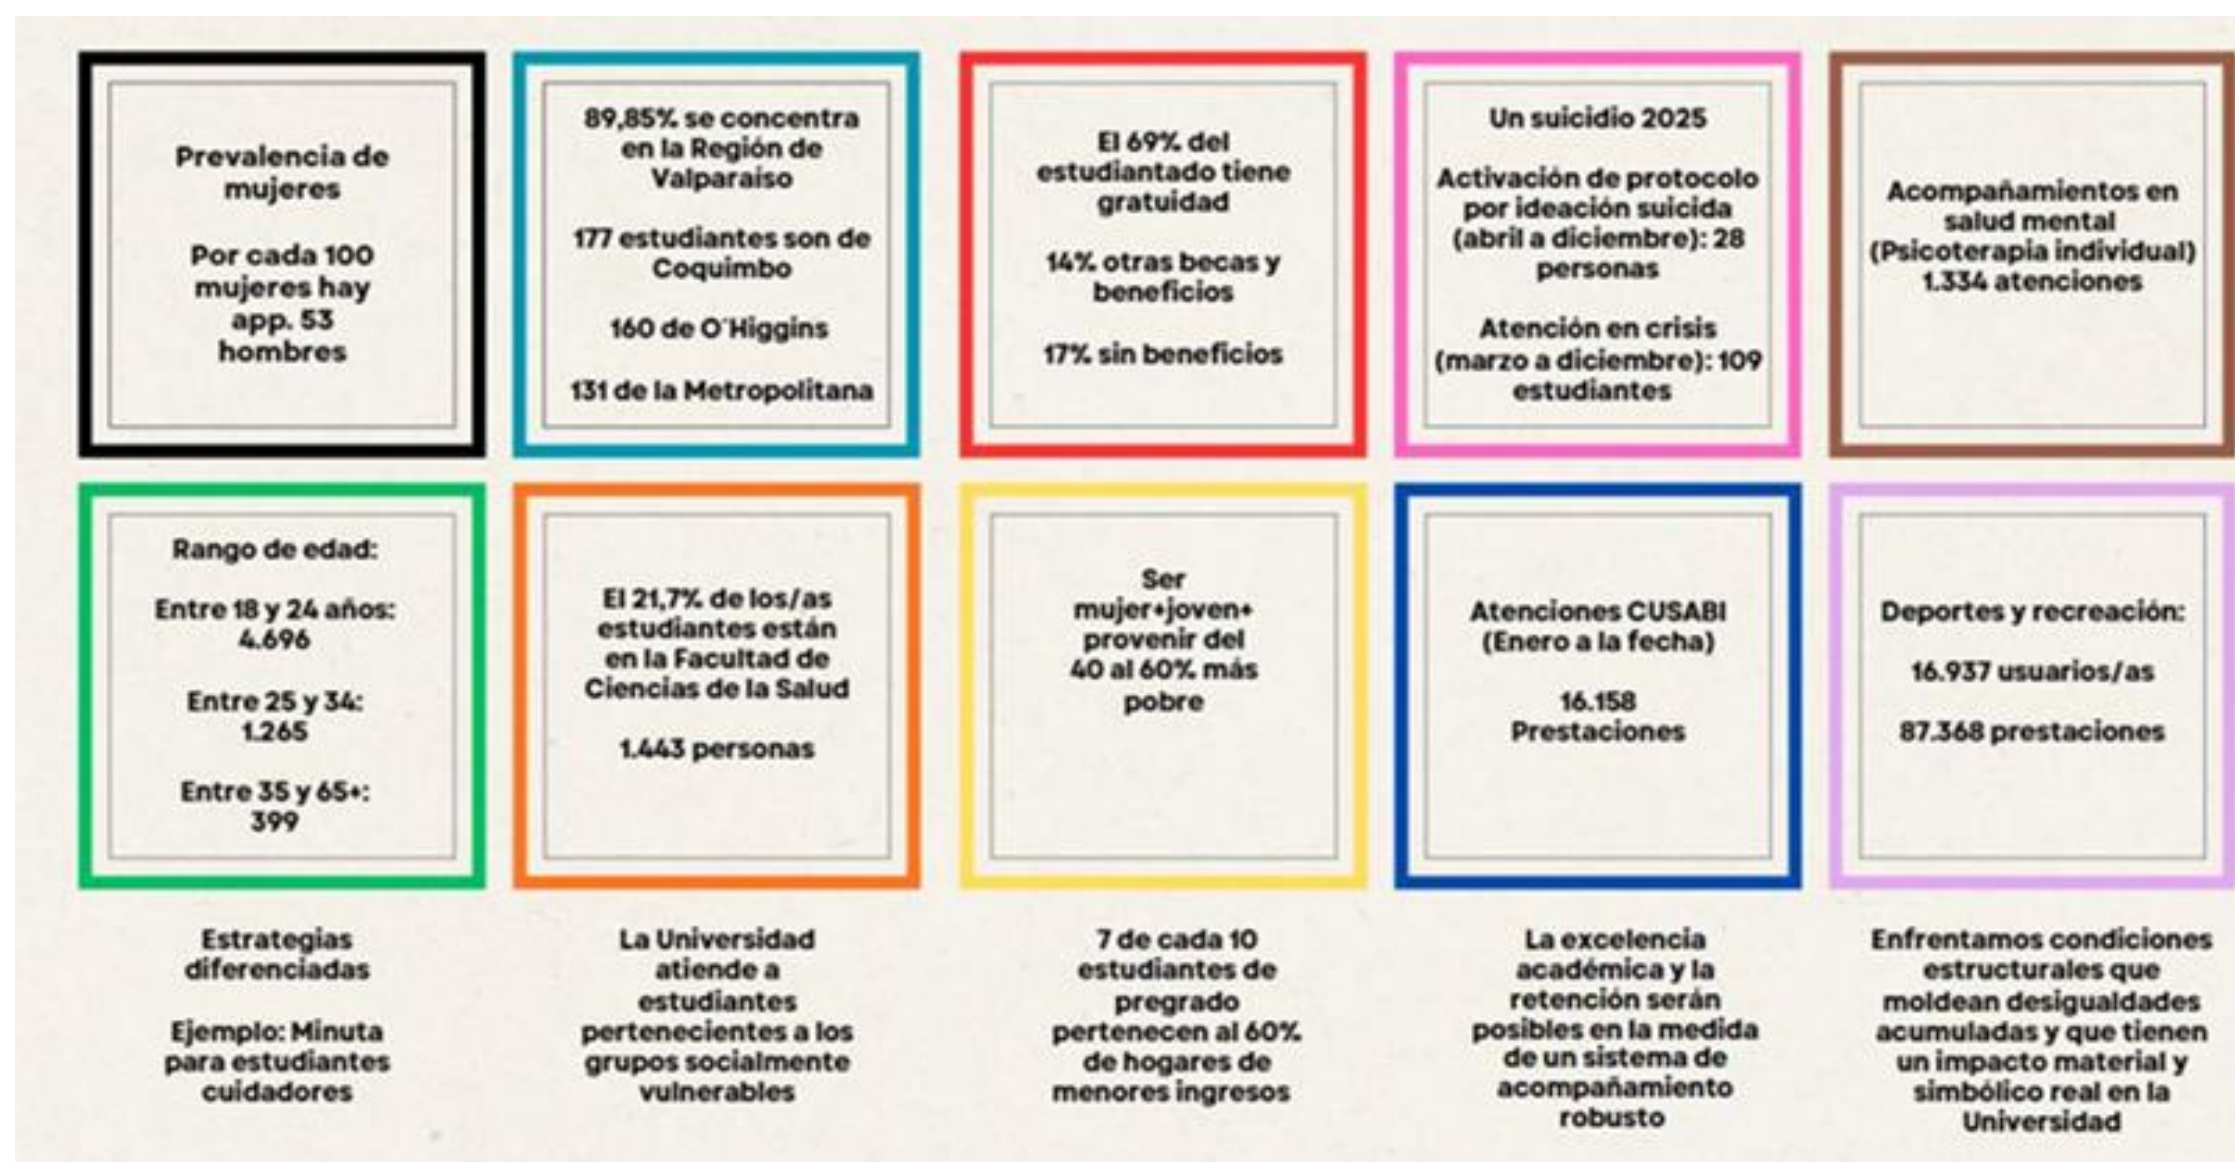 Prevalencia de
mujeres
Por cada 100
mujeres hay
app. 53
hombres
89,85% se concentra
en la Región de
Valparaíso
177 estudiantes son de
Coquimbo
160 de O´Higgins
131 de la Metropolitana
El 69% del
estudiantado tiene
gratuidad
14% otras becas y
beneficios
17% sin beneficios
Un suicidio 2025
Activación de protocolo
por ideación suicida
(abril a diciembre): 28
personas
Atención en crisis
(marzo a diciembre): 109
estudiantes
Acompañamientos en
salud mental
(Psicoterapia individual)
1.334 atenciones
Rango de edad:
Entre 18 y 24 años:
4.696
Entre 25 y 34:
1.265
Entre 35 y 65+:
399
El 21,7% de los/as
estudiantes están
en la Facultad de
Ciencias de la Salud
1.443 personas
Ser
mujer+joven+
provenir del
40 al 60% más
pobre
Atenciones CUSABI
(Enero a la fecha)
16.158
Prestaciones
Deportes y recreación:
16.937 usuarios/as
87.368 prestaciones
Estrategias
diferenciadas
Ejemplo: Minuta
para estudiantes
cuidadores
La Universidad
atiende a
estudiantes
pertenecientes a los
grupos socialmente
vulnerables
7 de cada 10
estudiantes de
pregrado
pertenecen al 60%
de hogares de
menores ingresos
La excelencia
académica y la
retención serán
posibles en la medida
de un sistema de
acompañamiento
robusto
Enfrentamos condiciones
estructurales que
moldean desigualdades
acumuladas y que tienen
un impacto material y
simbólico real en la
Universidad